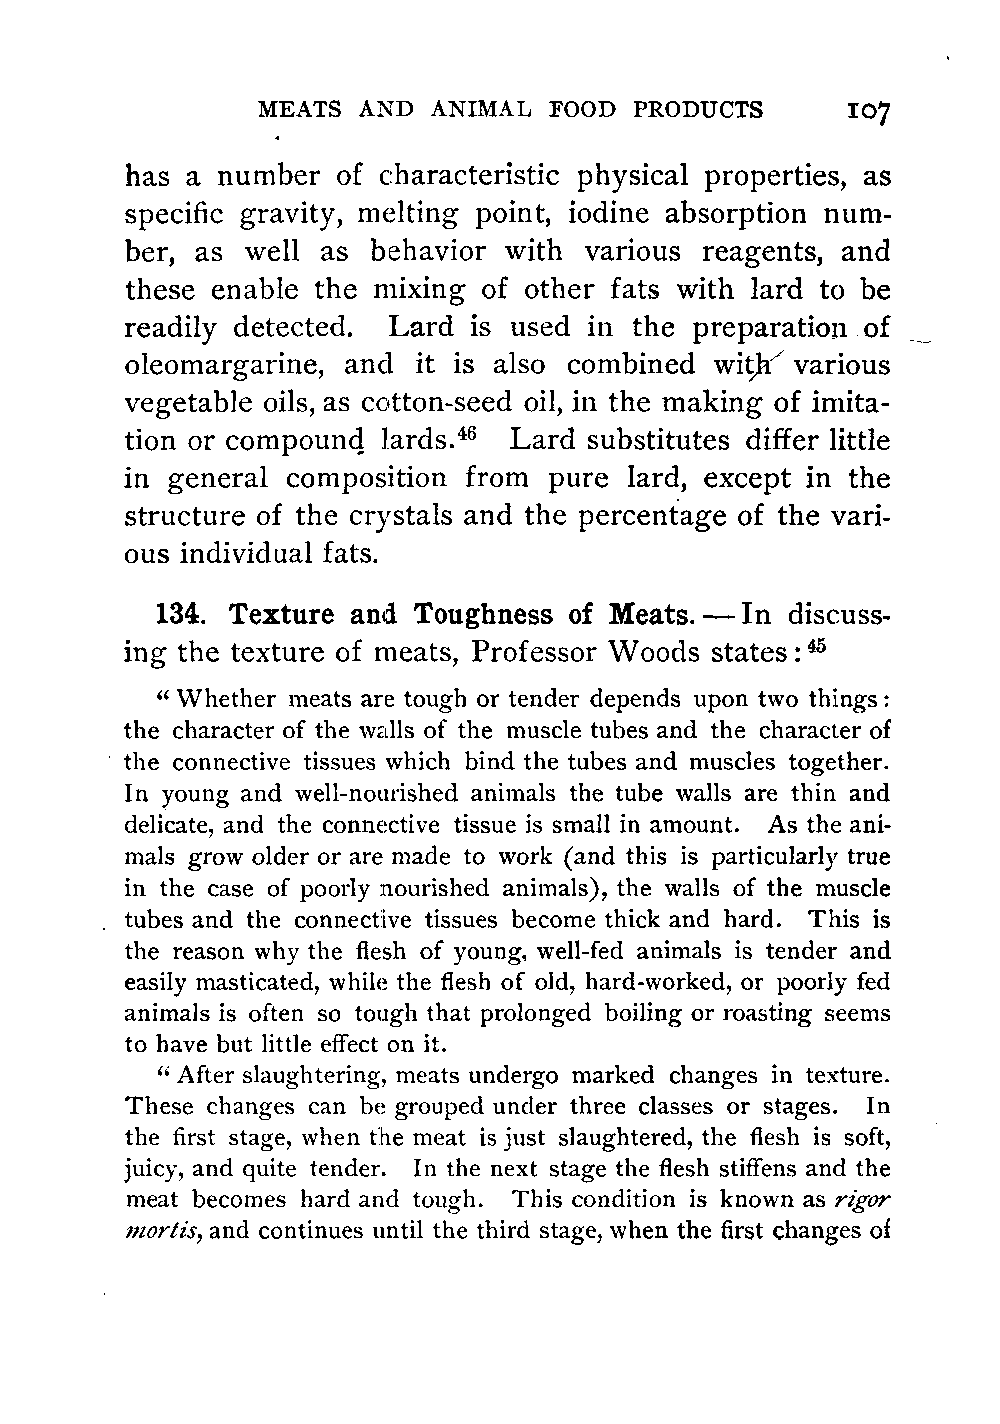 MEATS AND ANIMAL FOOD PRODUCTS 107
has a number of characteristic physical properties, as
specific gravity, melting point, iodine absorption num-
ber, as well as behavior with various reagents, and
these enable the mixing of other fats with lard to be
readily detected. Lard is used in the preparation of
oleomargarine, and it is also combined with various
vegetable oils, as cotton-seed oil, in the making of imita-
tion or compound lards.⁴⁶ Lard substitutes differ little
in general composition from pure lard, except in the
structure of the crystals and the percentage of the vari-
ous individual fats.
134. Texture and Toughness of Meats. — In discuss-
ing the texture of meats, Professor Woods states:⁴⁵
“Whether meats are tough or tender depends upon two things:
the character of the walls of the muscle tubes and the character of
the connective tissues which bind the tubes and muscles together.
In young and well-nourished animals the tube walls are thin and
delicate, and the connective tissue is small in amount. As the ani-
mals grow older or are made to work (and this is particularly true
in the case of poorly nourished animals), the walls of the muscle
tubes and the connective tissues become thick and hard. This is
the reason why the flesh of young, well-fed animals is tender and
easily masticated, while the flesh of old, hard-worked, or poorly fed
animals is often so tough that prolonged boiling or roasting seems
to have but little effect on it.
“After slaughtering, meats undergo marked changes in texture.
These changes can be grouped under three classes or stages. In
the first stage, when the meat is just slaughtered, the flesh is soft,
juicy, and quite tender. In the next stage the flesh stiffens and the
meat becomes hard and tough. This condition is known as rigor
mortis, and continues until the third stage, when the first changes of